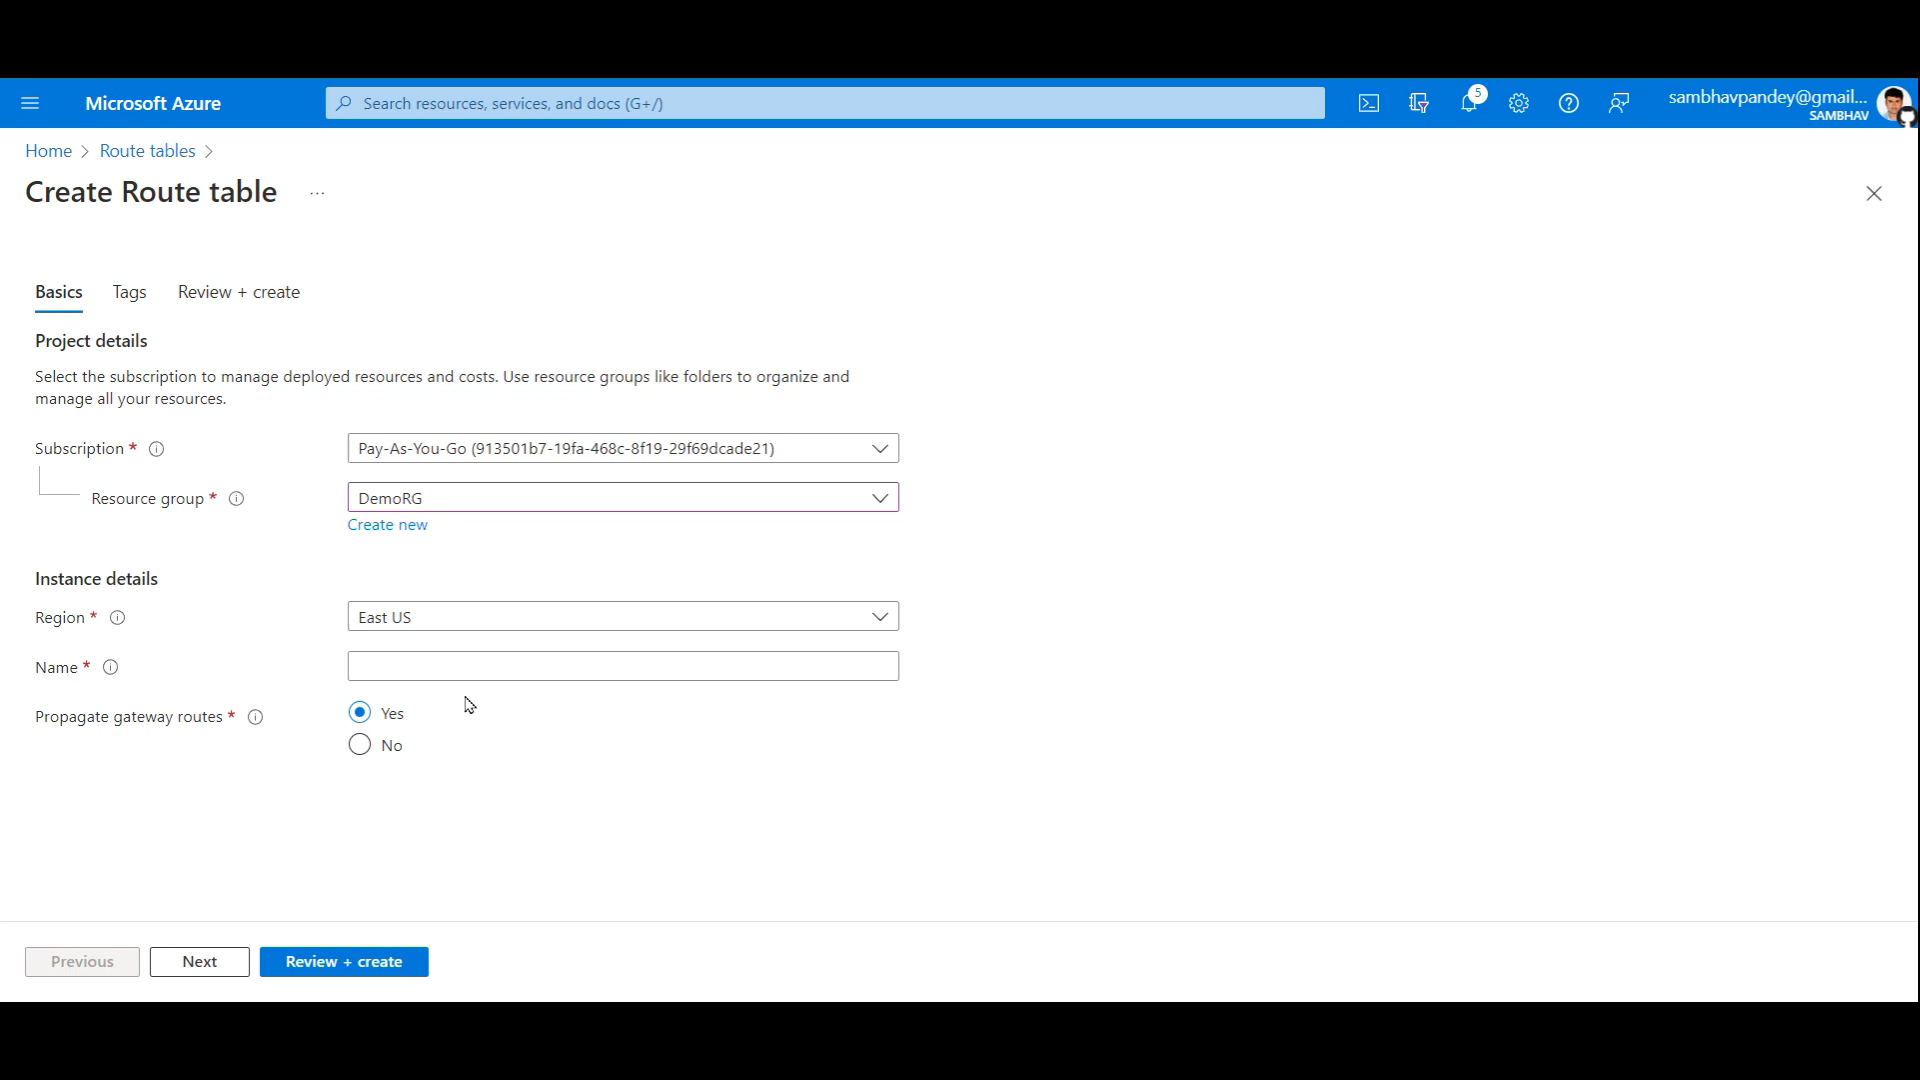 Microsoft Azure
Search resources, services, and docs (G+/)
5
sambhavpandey@gmail...
SAMBHAV
Home > Route tables >
Create Route table ...
Basics Tags Review + create
Project details
Select the subscription to manage deployed resources and costs. Use resource groups like folders to organize and
manage all your resources.
Subscription * Pay-As-You-Go (913501b7-19fa-468c-8f19-29f69dcade21)
Resource group * DemoRG
Create new
Instance details
Region * East US
Name *
Propagate gateway routes * Yes
No
Previous Next Review + create